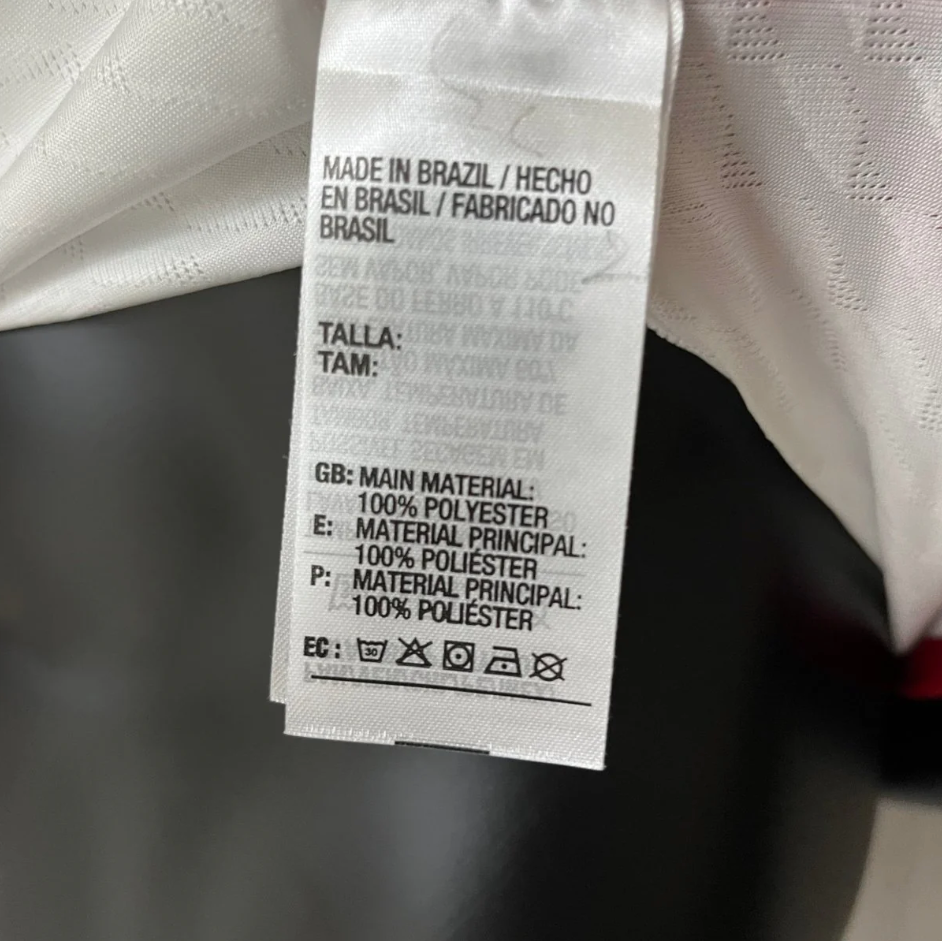 MADE IN BRAZIL / HECHO
EN BRASIL / FABRICADO NO
BRASIL
TALLA:
TAM:
GB: MAIN MATERIAL:
100% POLYESTER
E: MATERIAL PRINCIPAL:
100% POLIÉSTER
P: MATERIAL PRINCIPAL:
100% POLIÉSTER
EC: 30